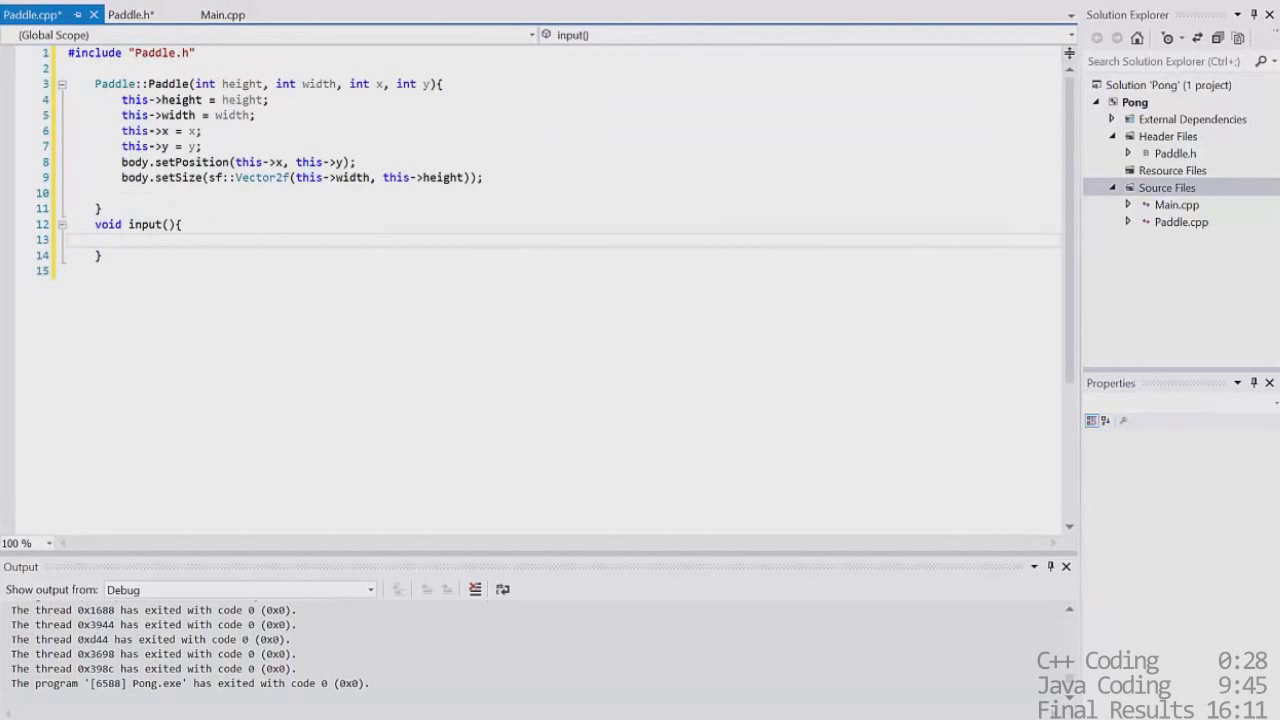 Paddle.cpp* Paddle.h* Main.cpp
(Global Scope) input()
1 #include "Paddle.h"
2
3 Paddle::Paddle(int height, int width, int x, int y){
4 this->height = height;
5 this->width = width;
6 this->x = x;
7 this->y = y;
8 body.setPosition(this->x, this->y);
9 body.setSize(sf::Vector2f(this->width, this->height));
10
11 }
12 void input(){
13
14 }
15
100 %
Output
Show output from: Debug
The thread 0x1688 has exited with code 0 (0x0).
The thread 0x3944 has exited with code 0 (0x0).
The thread 0xd44 has exited with code 0 (0x0).
The thread 0x3698 has exited with code 0 (0x0).
The thread 0x398c has exited with code 0 (0x0).
The program '[6588] Pong.exe' has exited with code 0 (0x0).
Solution Explorer
Search Solution Explorer (Ctrl+;)
Solution 'Pong' (1 project)
Pong
External Dependencies
Header Files
Paddle.h
Resource Files
Source Files
Main.cpp
Paddle.cpp
Properties
C++ Coding 0:28
Java Coding 9:45
Final Results 16:11